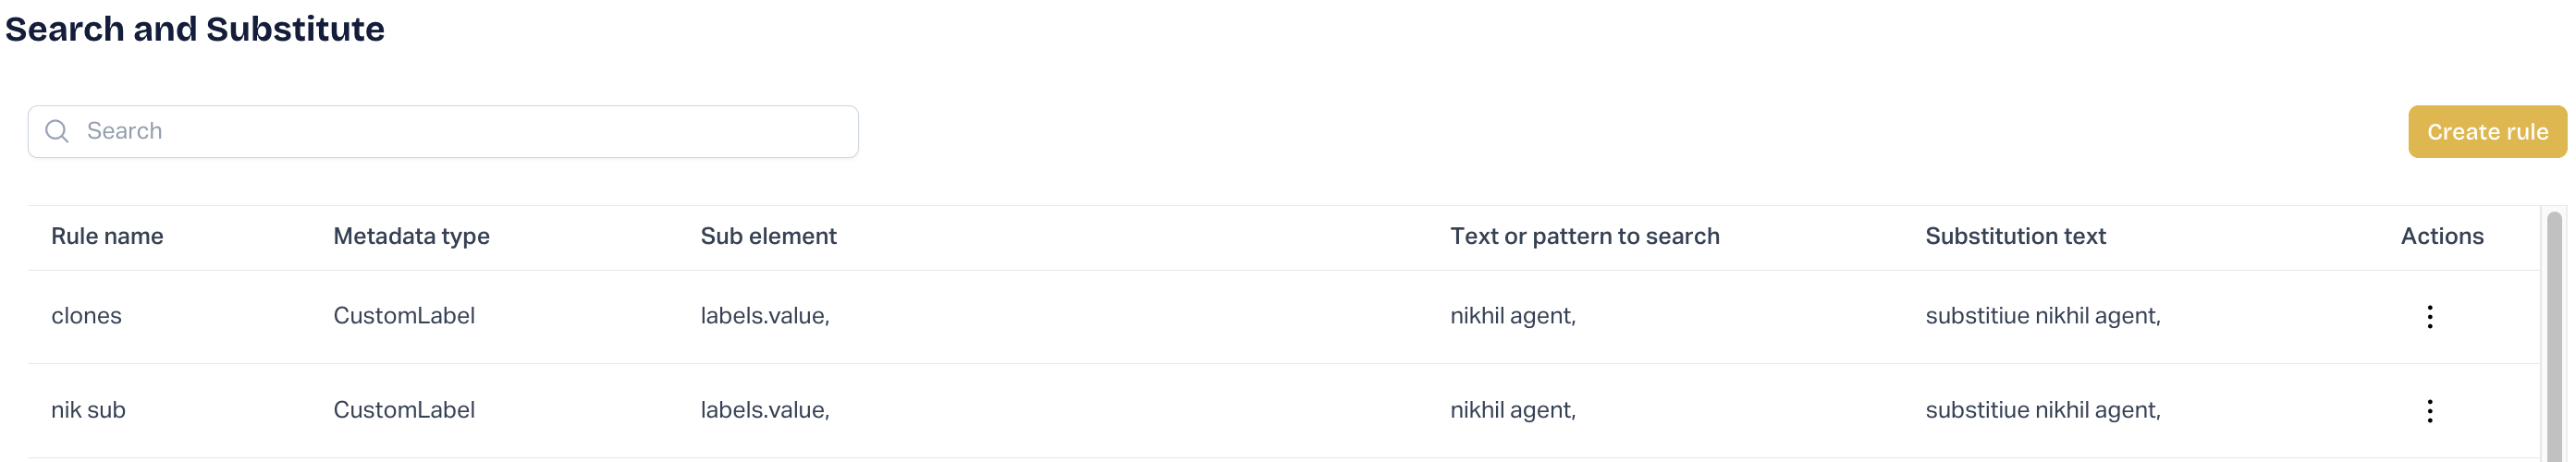 Search and Substitute
Search
Create rule
Rule name Metadata type Sub element Text or pattern to search Substitution text Actions
clones CustomLabel labels.value, nikhil agent, substitiue nikhil agent,
nik sub CustomLabel labels.value, nikhil agent, substitiue nikhil agent,